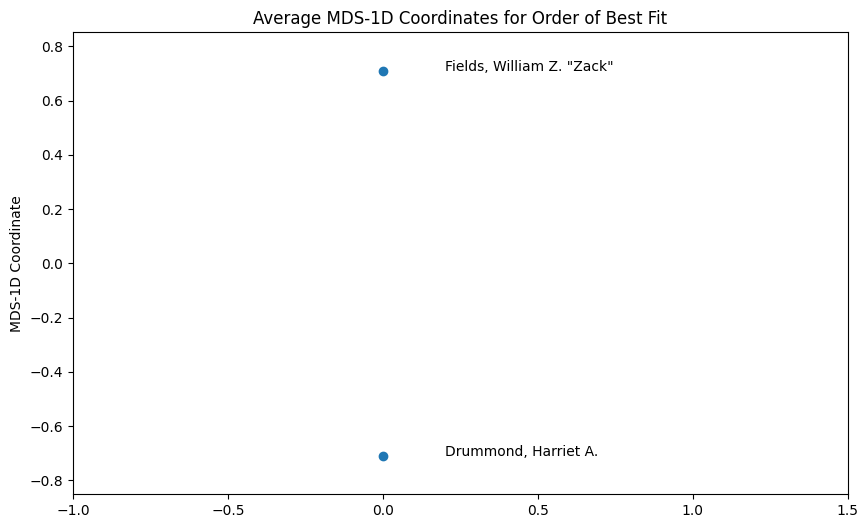 Average MDS-1D Coordinates for Order of Best Fit
MDS-1D Coordinate
0.8
0.6
0.4
0.2
0.0
−0.2
−0.4
−0.6
−0.8
Fields, William Z. "Zack"
Drummond, Harriet A.
−1.0 −0.5 0.0 0.5 1.0 1.5